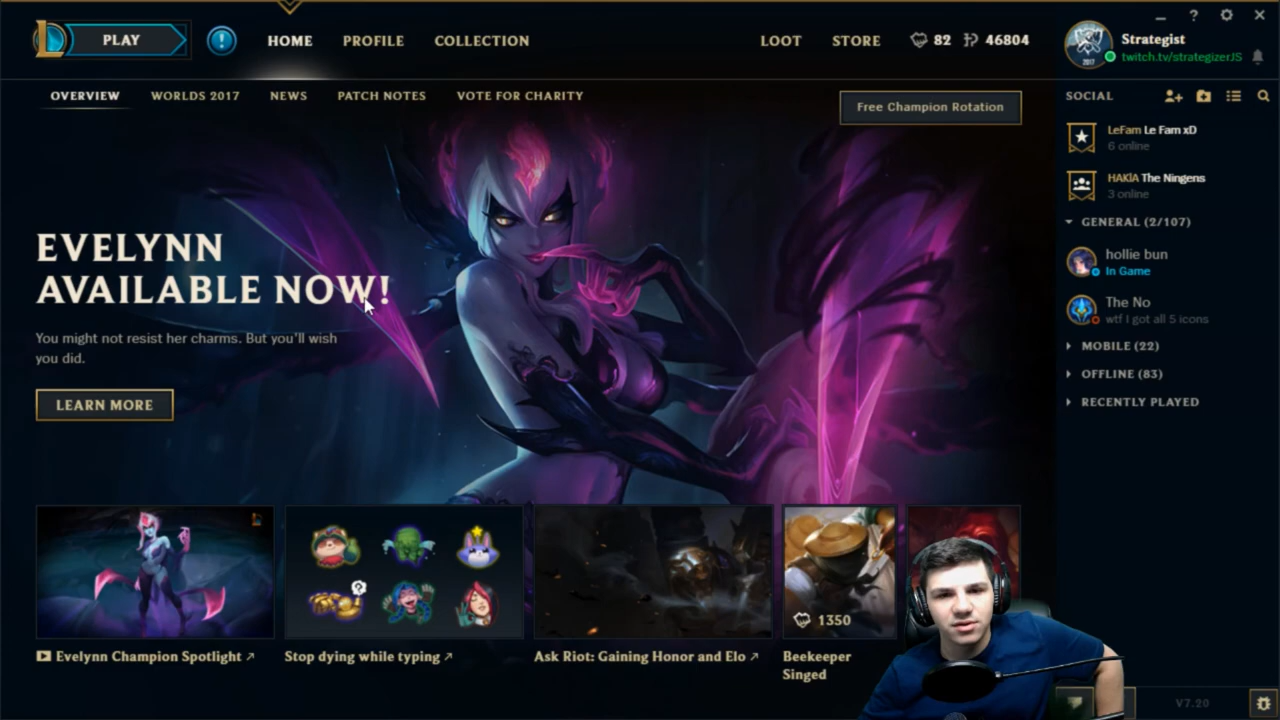 PLAY
HOME
PROFILE
COLLECTION
LOOT
STORE
82
46804
?
Strategist
twitch.tv/strategizerJS
2017
OVERVIEW
WORLDS 2017
NEWS
PATCH NOTES
VOTE FOR CHARITY
Free Champion Rotation
SOCIAL
LeFam Le Fam xD
6 online
HAKIA The Ningens
3 online
GENERAL (2/107)
hollie bun
In Game
The No
wtf I got all 5 icons
MOBILE (22)
OFFLINE (83)
RECENTLY PLAYED
EVELYNN
AVAILABLE NOW!
You might not resist her charms. But you'll wish
you did.
LEARN MORE
1350
Evelynn Champion Spotlight
Stop dying while typing
Ask Riot: Gaining Honor and Elo
Beekeeper
Singed
V7.20